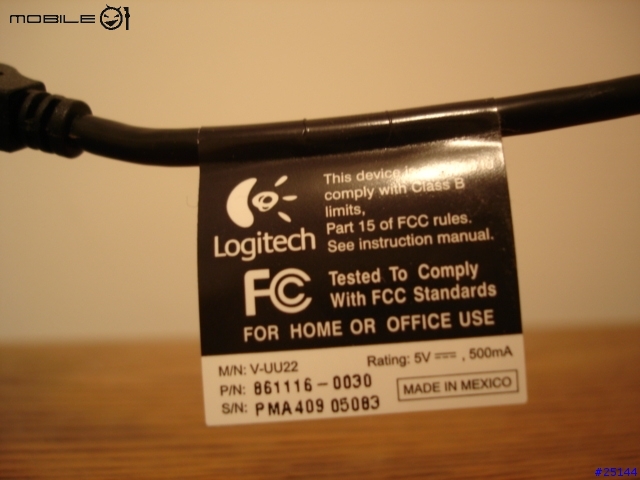 MOBILE01
This device is
comply with Class B
limits,
Part 15 of FCC rules.
See instruction manual.
Logitech
FC Tested To Comply
With FCC Standards
FOR HOME OR OFFICE USE
M/N: V-UU22 Rating: 5V ⎓, 500mA
P/N: 861116-0030
MADE IN MEXICO
S/N: PMA409 05083
#25144